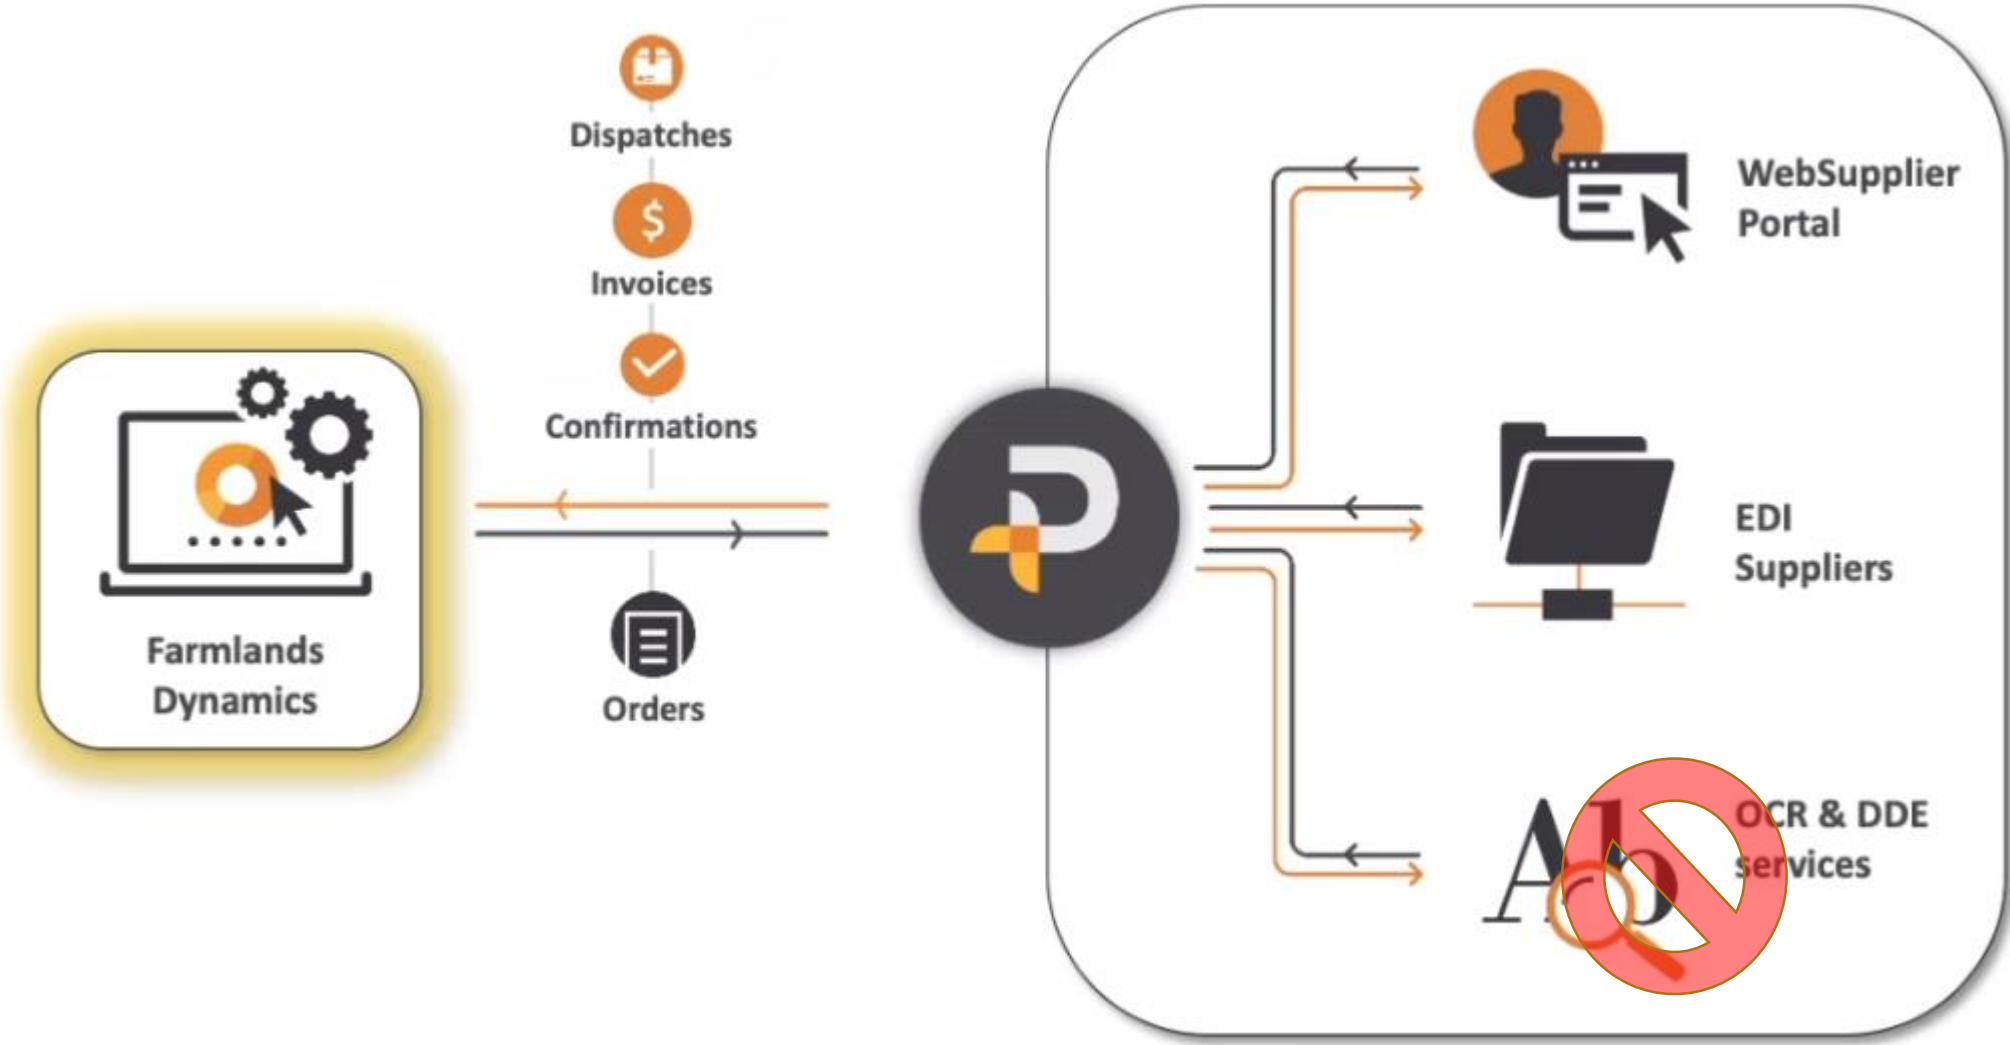 Dispatches
Invoices
Confirmations
Orders
Farmlands
Dynamics
WebSupplier
Portal
EDI
Suppliers
OCR & DDE
services